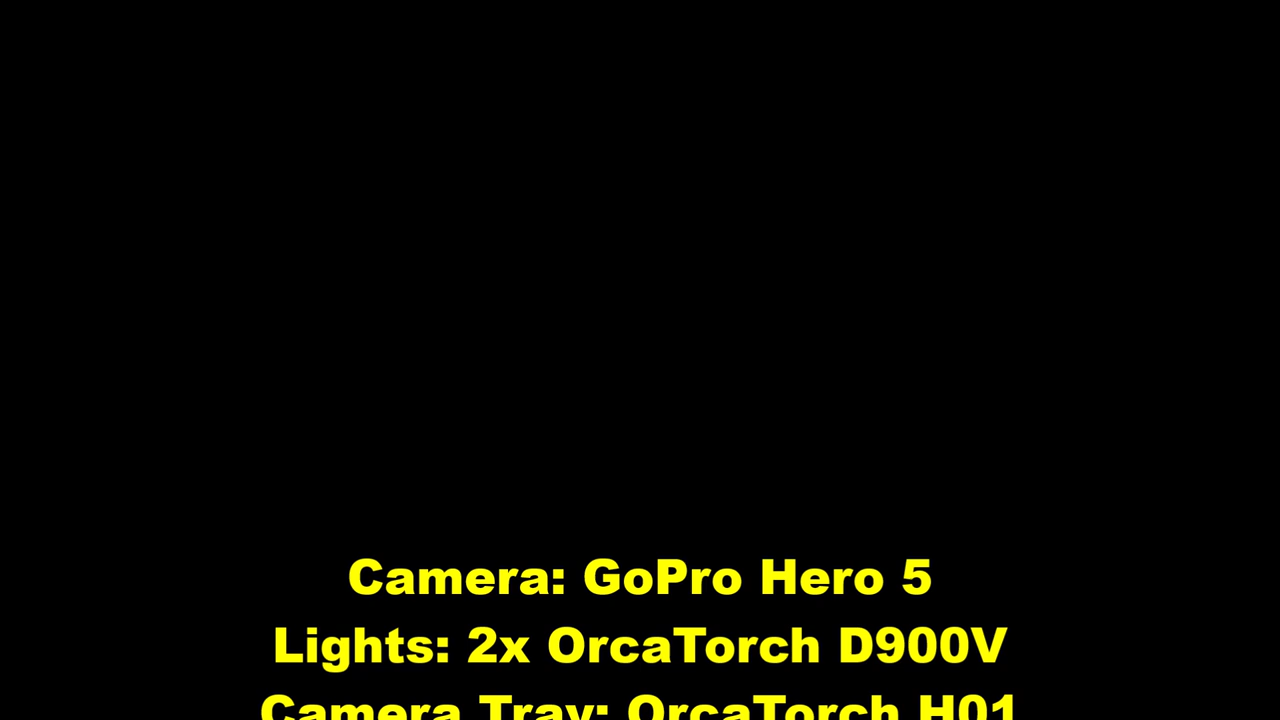 Camera: GoPro Hero 5
Lights: 2x OrcaTorch D900V
Camera Tray: OrcaTorch H01